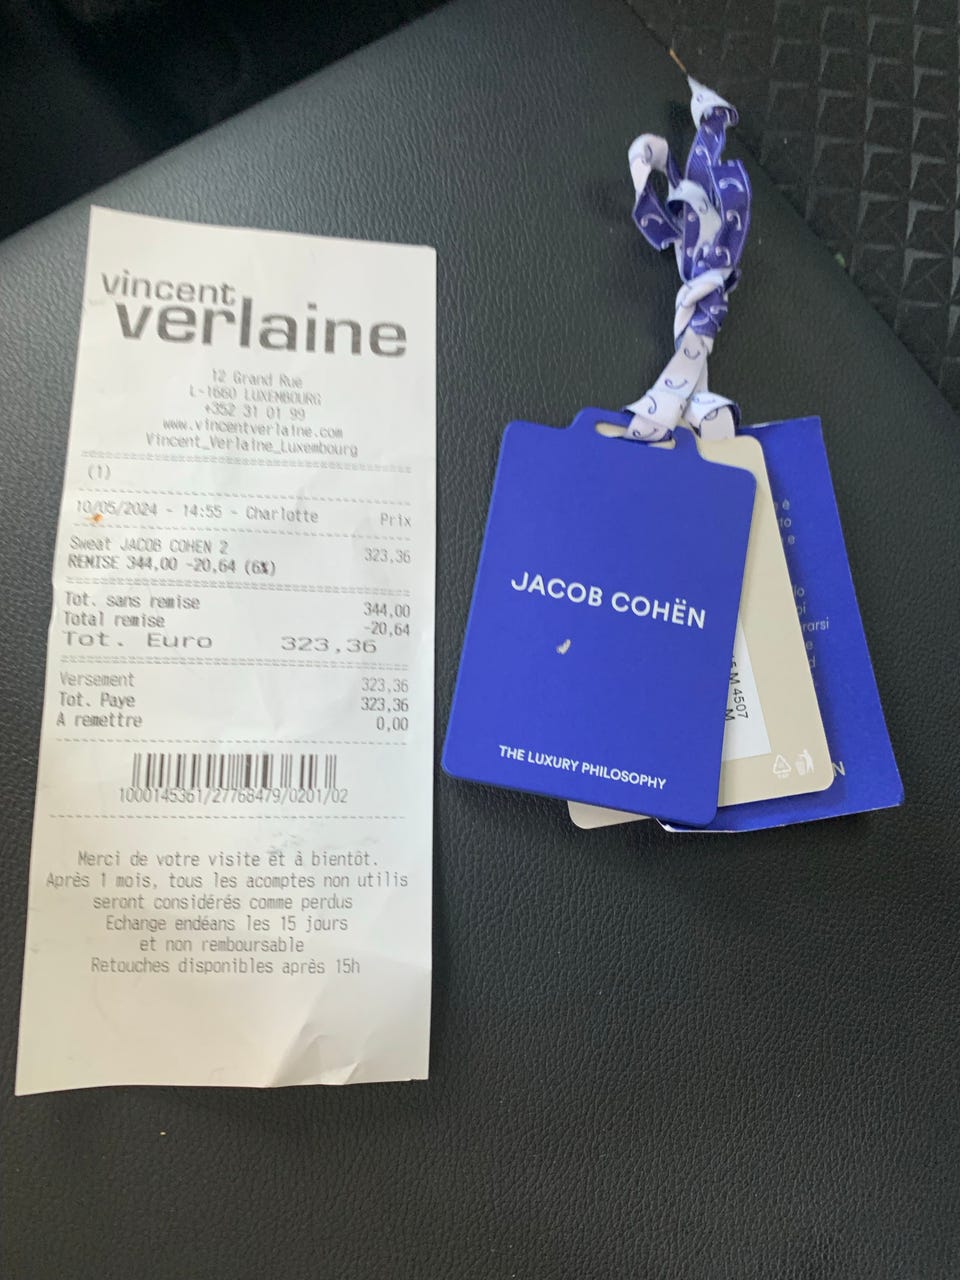 vincent
verlaine
12 Grand Rue
L-1660 LUXEMBOURG
+352 31 01 99
www.vincentverlaine.com
Vincent_Verlaine_Luxembourg
(1)
10/05/2024 - 14:55 - Charlotte Prix
Sweat JACOB COHEN 2 323,36
REMISE 344,00 -20,64 (6%)
Tot. sans remise 344,00
Total remise -20,64
Tot. Euro 323,36
Versement 323,36
Tot. Paye 323,36
A remettre 0,00
1000145361/27768479/0201/02
Merci de votre visite et à bientôt.
Après 1 mois, tous les acomptes non utilis
seront considérés comme perdus
Echange endéans les 15 jours
et non remboursable
Retouches disponibles après 15h
JACOB COHËN
THE LUXURY PHILOSOPHY
M 4507
M
è
to
e
lo
rarsi
e
d
N